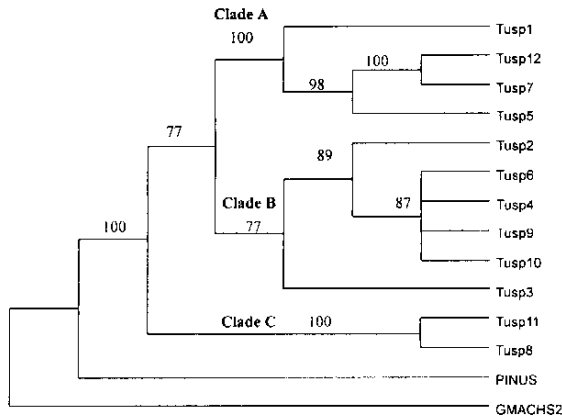 Clade A
100
Tusp1
100
Tusp12
98
Tusp7
Tusp5
77
89
Tusp2
Tusp6
Clade B
87
Tusp4
77
Tusp9
100
Tusp10
Tusp3
Clade C
100
Tusp11
Tusp8
PINUS
GMACHS2